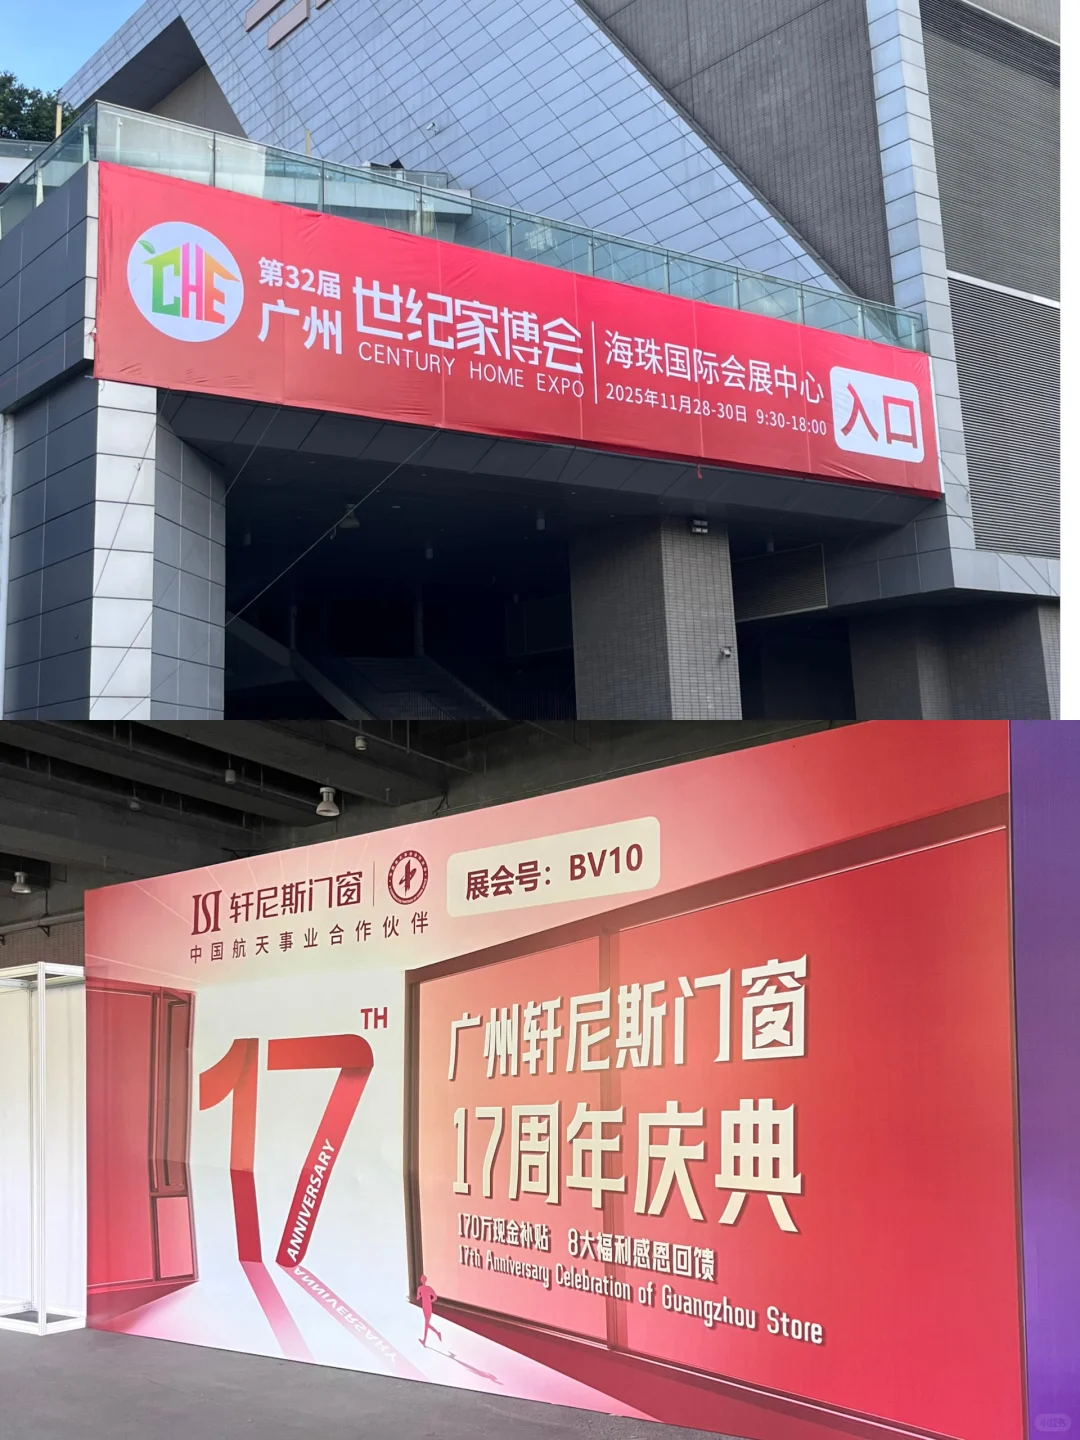 CHE
第32届
广州
世纪家博会
CENTURY HOME EXPO
海珠国际会展中心
2025年11月28-30日 9:30-18:00
入口
轩尼斯门窗
中国航天事业合作伙伴
展会号：BV10
17TH
ANNIVERSARY
ANNIVERSARY
广州轩尼斯门窗
17周年庆典
170万现金补贴 8大福利感恩回馈
17th Anniversary Celebration of Guangzhou Store
小红书